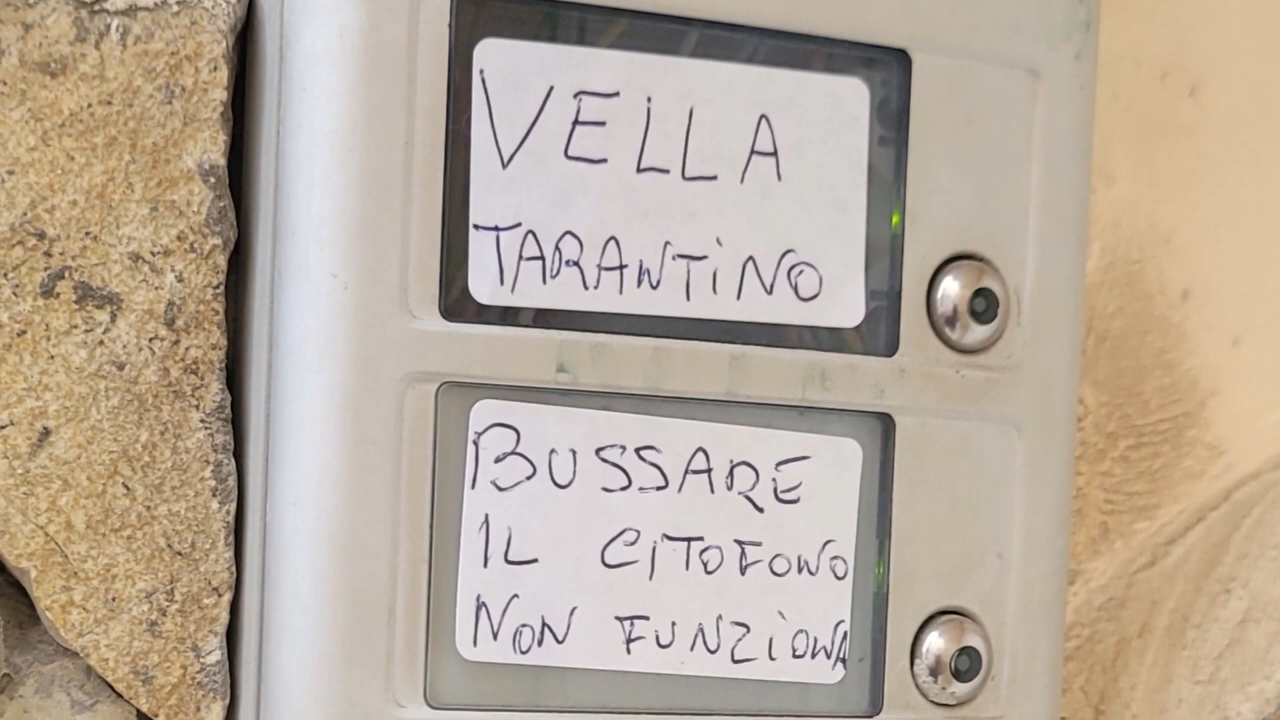 VELLA
TARANTINO
BUSSARE
IL CITOFONO
NON FUNZIONA